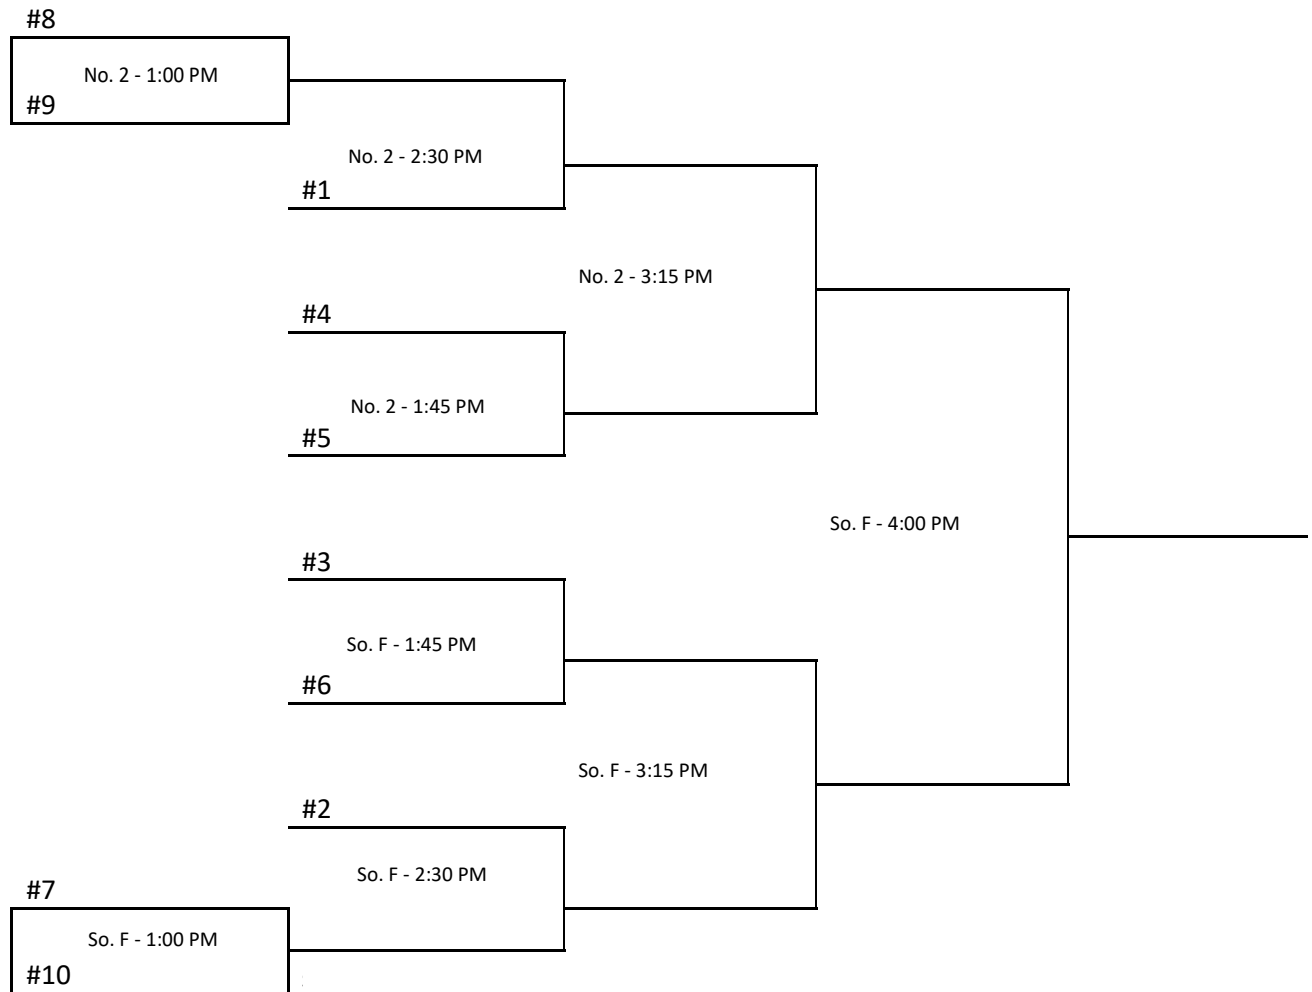 #8
No. 2 - 1:00 PM
#9
No. 2 - 2:30 PM
#1
No. 2 - 3:15 PM
#4
No. 2 - 1:45 PM
#5
So. F - 4:00 PM
#3
So. F - 1:45 PM
#6
So. F - 3:15 PM
#2
So. F - 2:30 PM
#7
So. F - 1:00 PM
#10